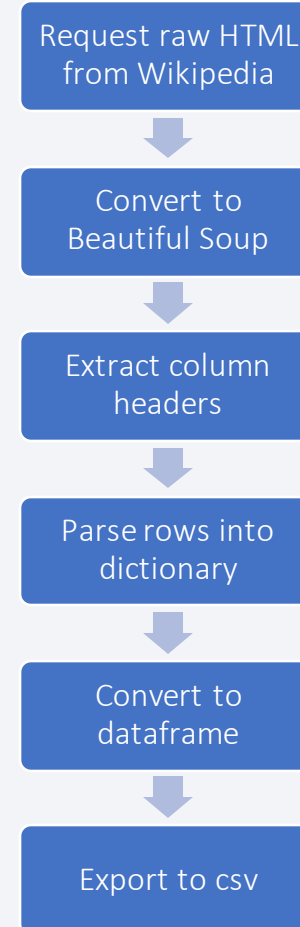 Request raw HTML
from Wikipedia
Convert to
Beautiful Soup
Extract column
headers
Parse rows into
dictionary
Convert to
dataframe
Export to csv